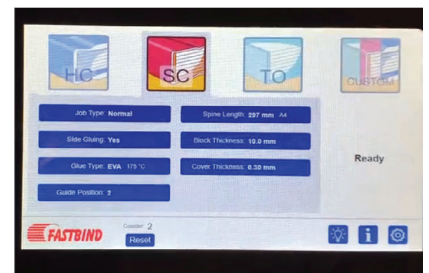 HC
SC
TO
CUSTOM
Job Type: Normal
Spine Length: 297 mm A4
Side Gluing: Yes
Block Thickness: 10.0 mm
Glue Type: EVA 175 °C
Cover Thickness: 0.30 mm
Guide Position: 2
Ready
FASTBIND
Counter: 2
Reset
i